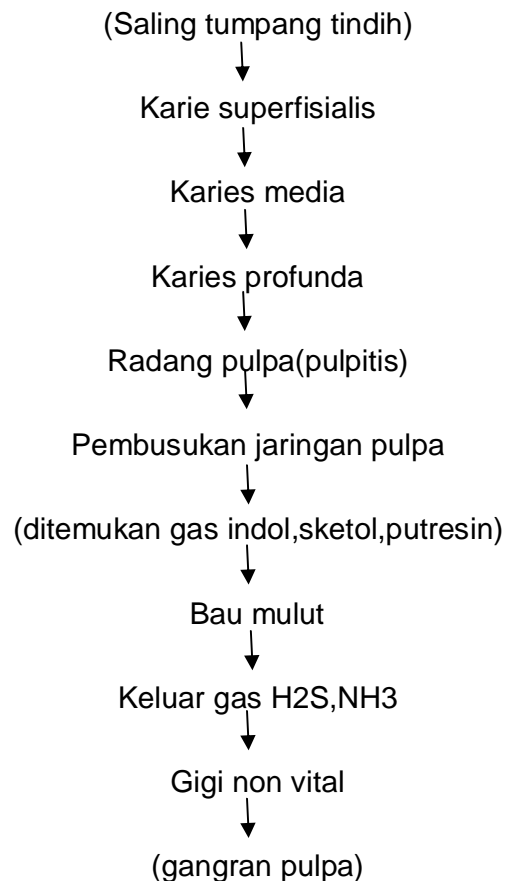 (Saling tumpang tindih)
Karie superfisialis
Karies media
Karies profunda
Radang pulpa(pulpitis)
Pembusukan jaringan pulpa
(ditemukan gas indol,sketol,putresin)
Bau mulut
Keluar gas H2S,NH3
Gigi non vital
(gangran pulpa)